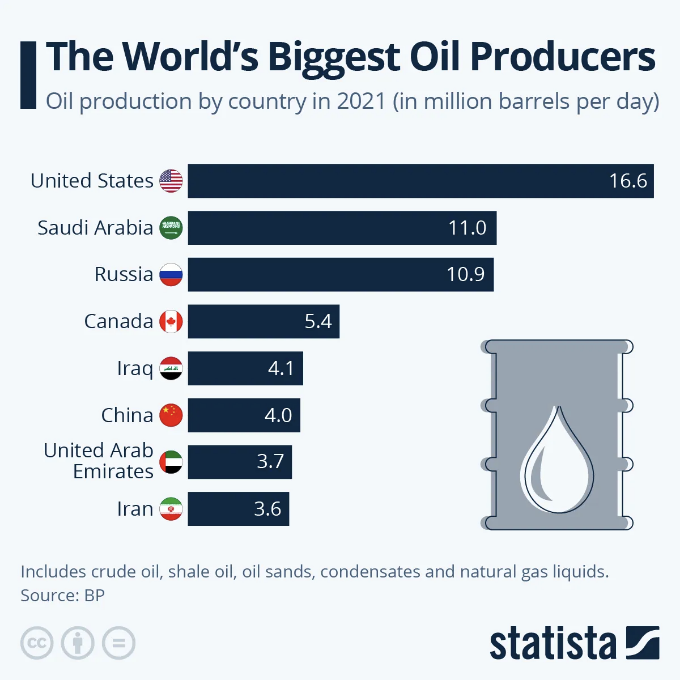 The World's Biggest Oil Producers
Oil production by country in 2021 (in million barrels per day)
United States 16.6
Saudi Arabia 11.0
Russia 10.9
Canada 5.4
Iraq 4.1
China 4.0
United Arab
Emirates 3.7
Iran 3.6
Includes crude oil, shale oil, oil sands, condensates and natural gas liquids.
Source: BP
cc
statista